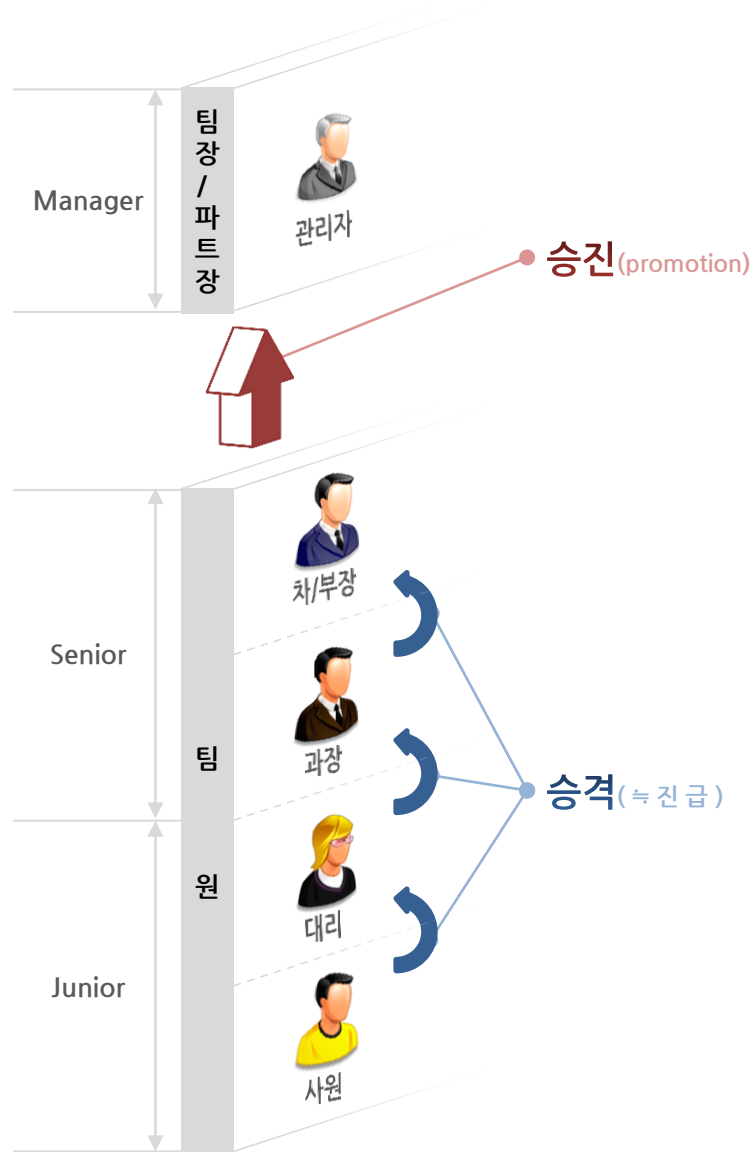 Manager
팀장/파트장
관리자
승진(promotion)
차/부장
Senior
과장
팀원
승격(≒ 진 급 )
대리
Junior
사원